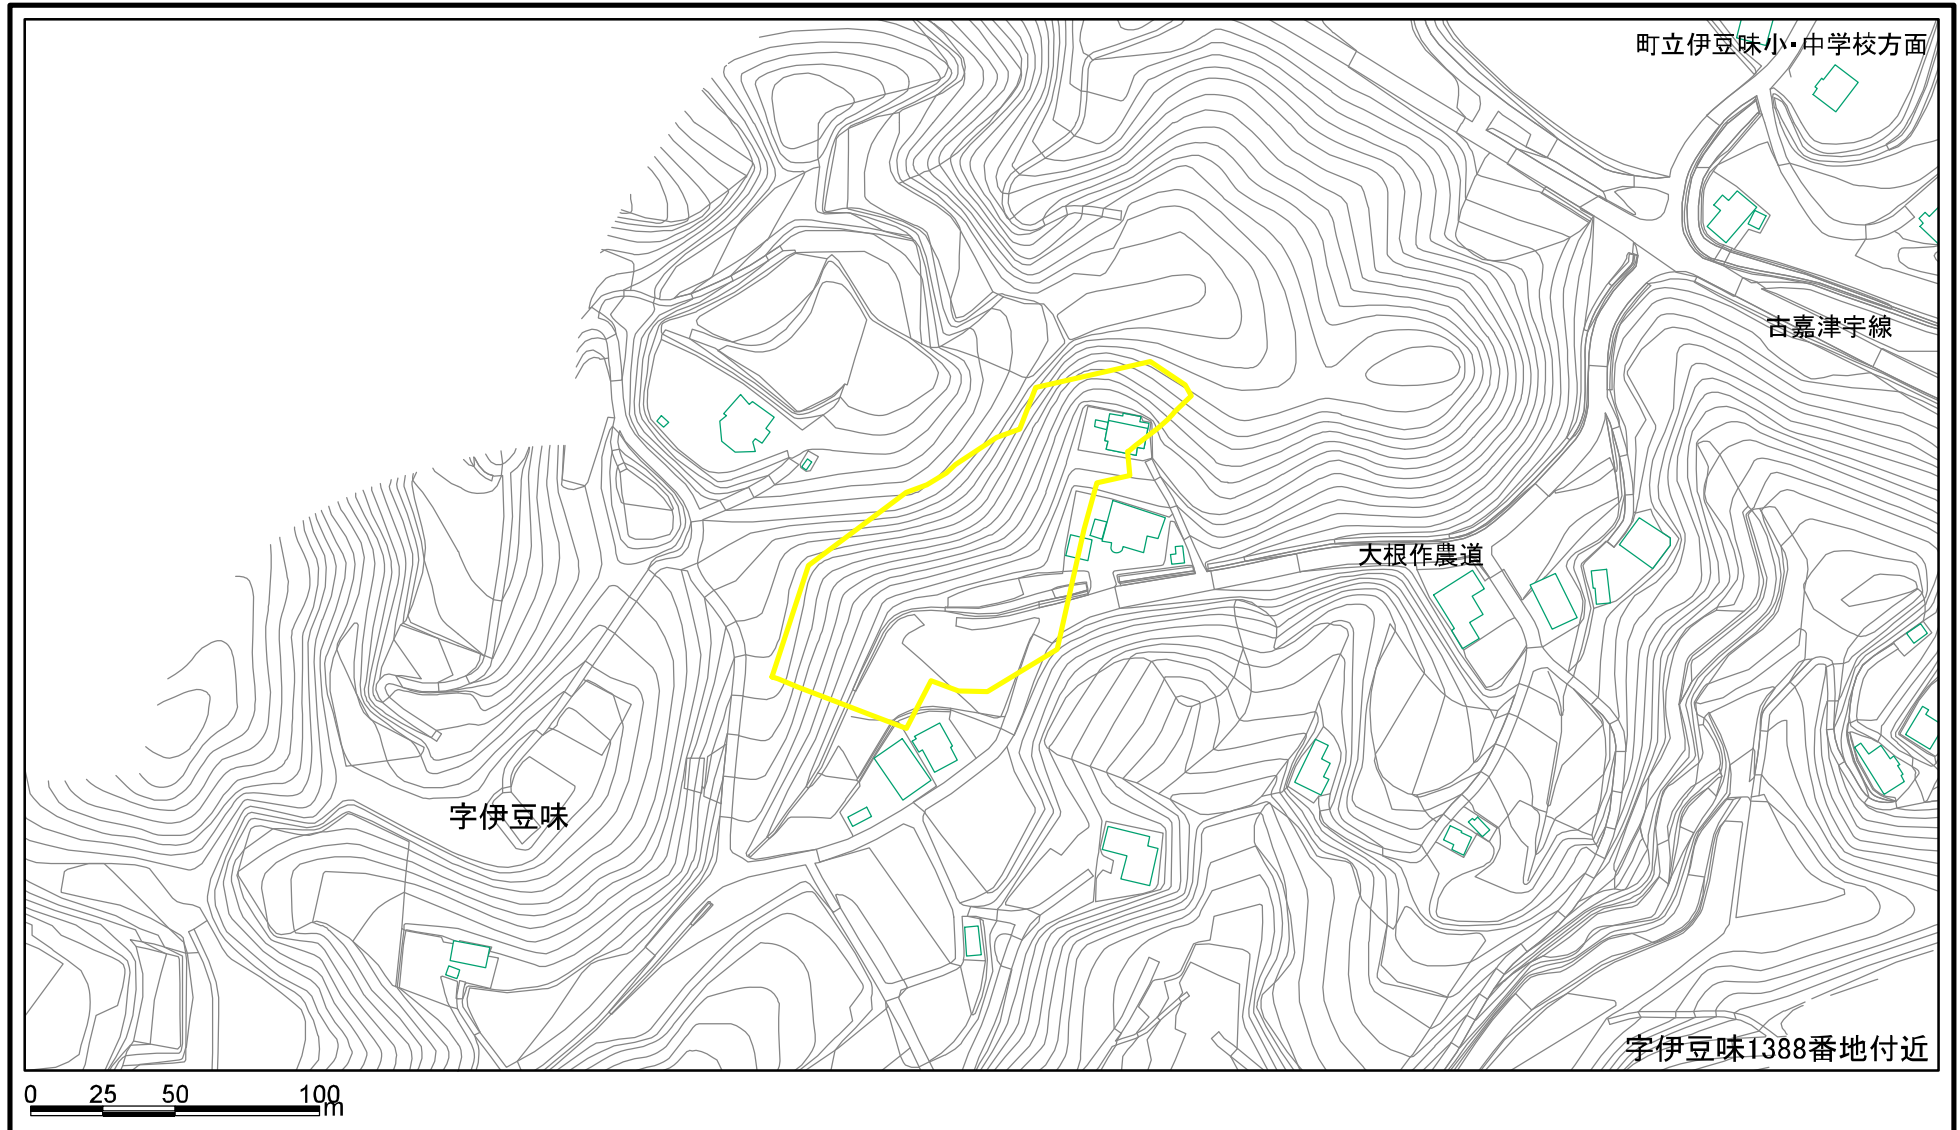 町立伊豆味小・中学校方面
古嘉津宇線
大根作農道
字伊豆味
字伊豆味1388番地付近
0 25 50 100m